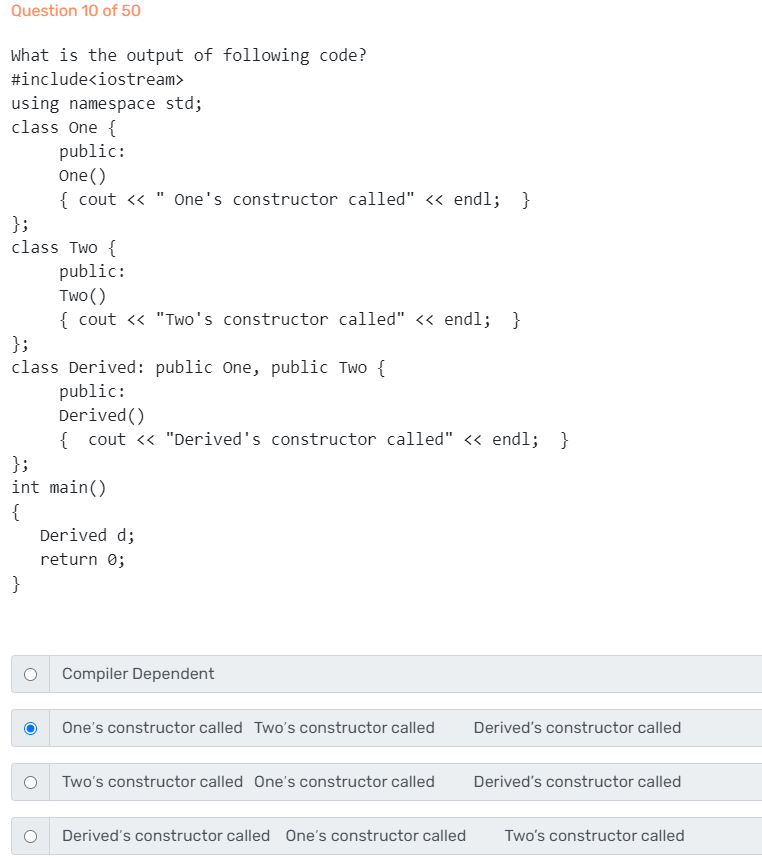 Question 10 of 50
What is the output of following code?
#include<iostream>
using namespace std;
class One {
     public:
     One()
     { cout << " One's constructor called" << endl;  }
};
class Two {
     public:
     Two()
     { cout << "Two's constructor called" << endl;  }
};
class Derived: public One, public Two {
     public:
     Derived()
     {  cout << "Derived's constructor called" << endl;  }
};
int main()
{
   Derived d;
   return 0;
}
Compiler Dependent
One′s constructor called Two′s constructor called Derived’s constructor called
Two′s constructor called One′s constructor called Derived’s constructor called
Derived′s constructor called One′s constructor called Two’s constructor called